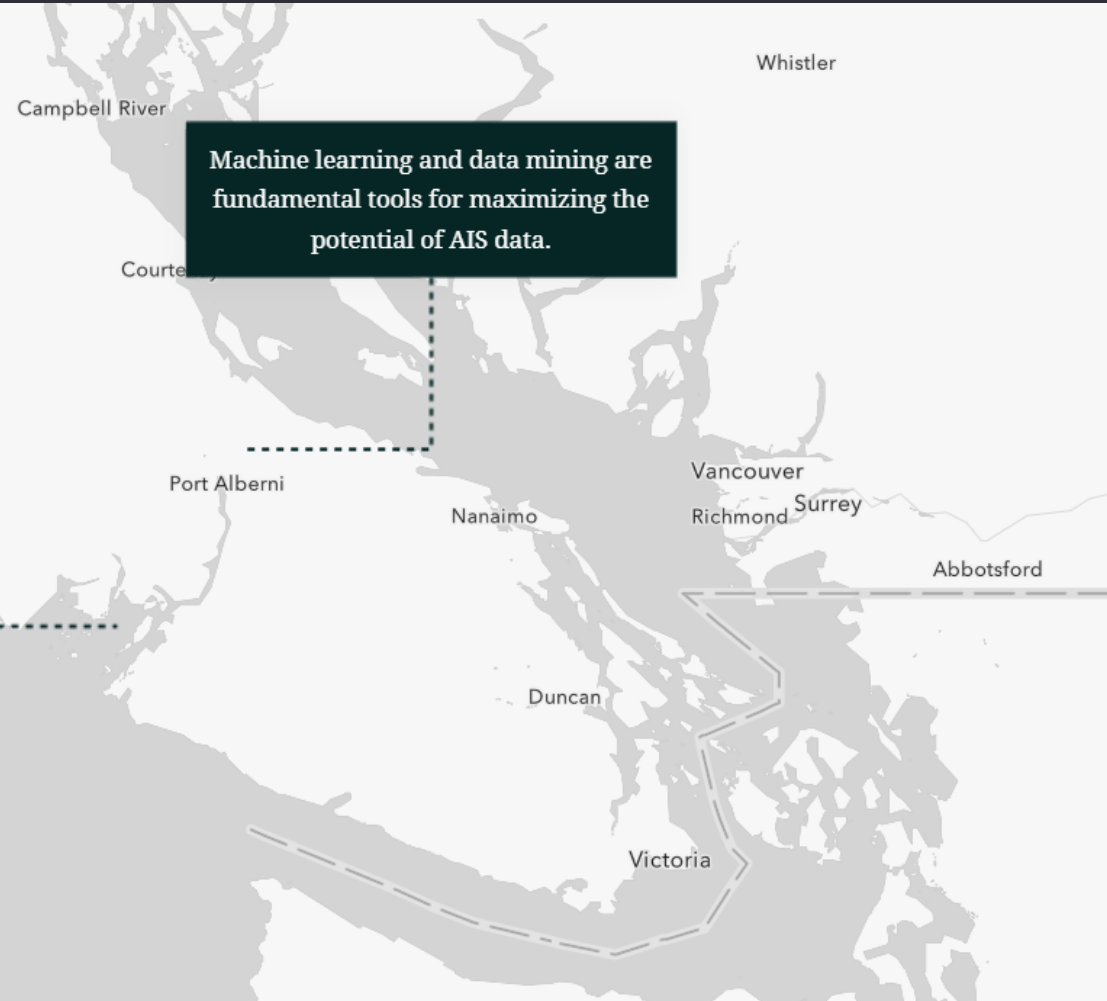 Whistler
Campbell River
Machine learning and data mining are
fundamental tools for maximizing the
potential of AIS data.
Port Alberni
Vancouver
Surrey
Nanaimo
Richmond
Abbotsford
Duncan
Victoria